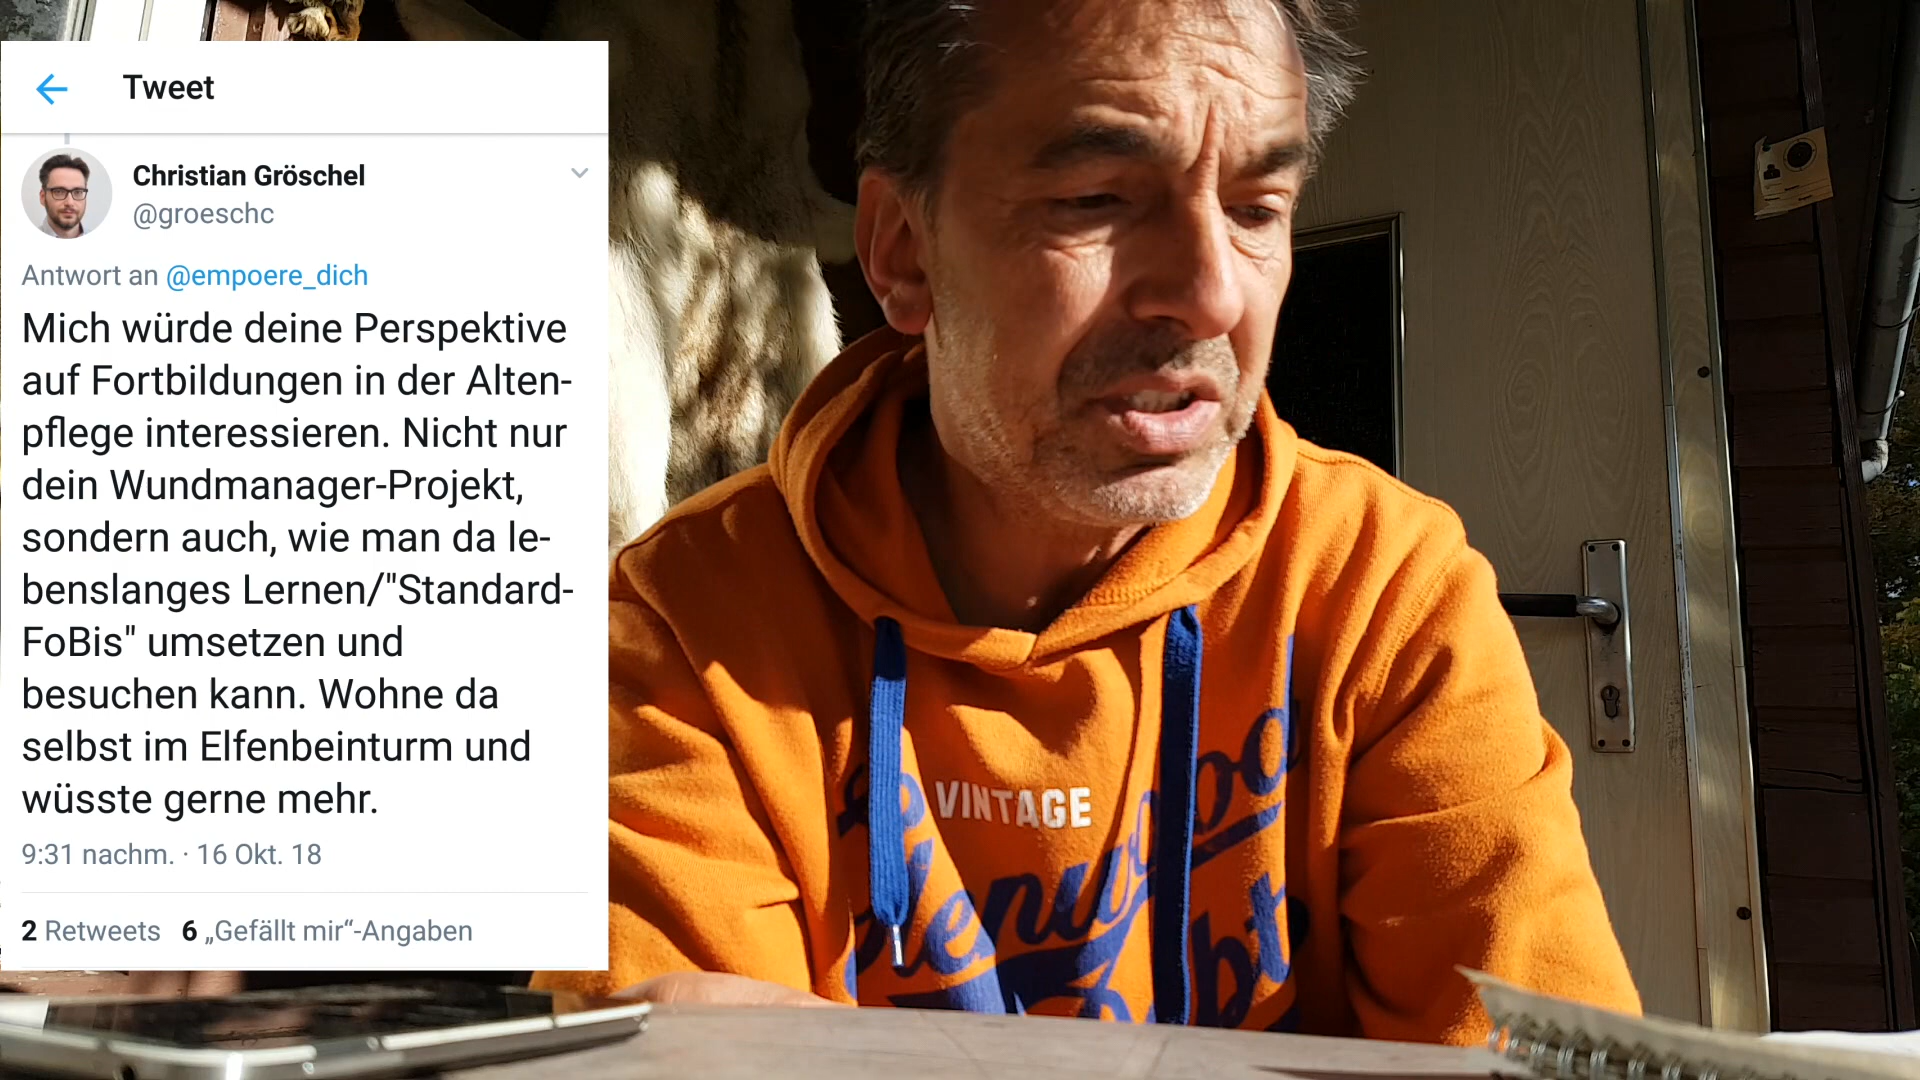 Tweet
Christian Gröschel
@groeschc
Antwort an @empoere_dich
Mich würde deine Perspektive
auf Fortbildungen in der Alten-
pflege interessieren. Nicht nur
dein Wundmanager-Projekt,
sondern auch, wie man da le-
benslanges Lernen/"Standard-
FoBis" umsetzen und
besuchen kann. Wohne da
selbst im Elfenbeinturm und
wüsste gerne mehr.
9:31 nachm. · 16 Okt. 18
2 Retweets 6 „Gefällt mir“-Angaben
VINTAGE